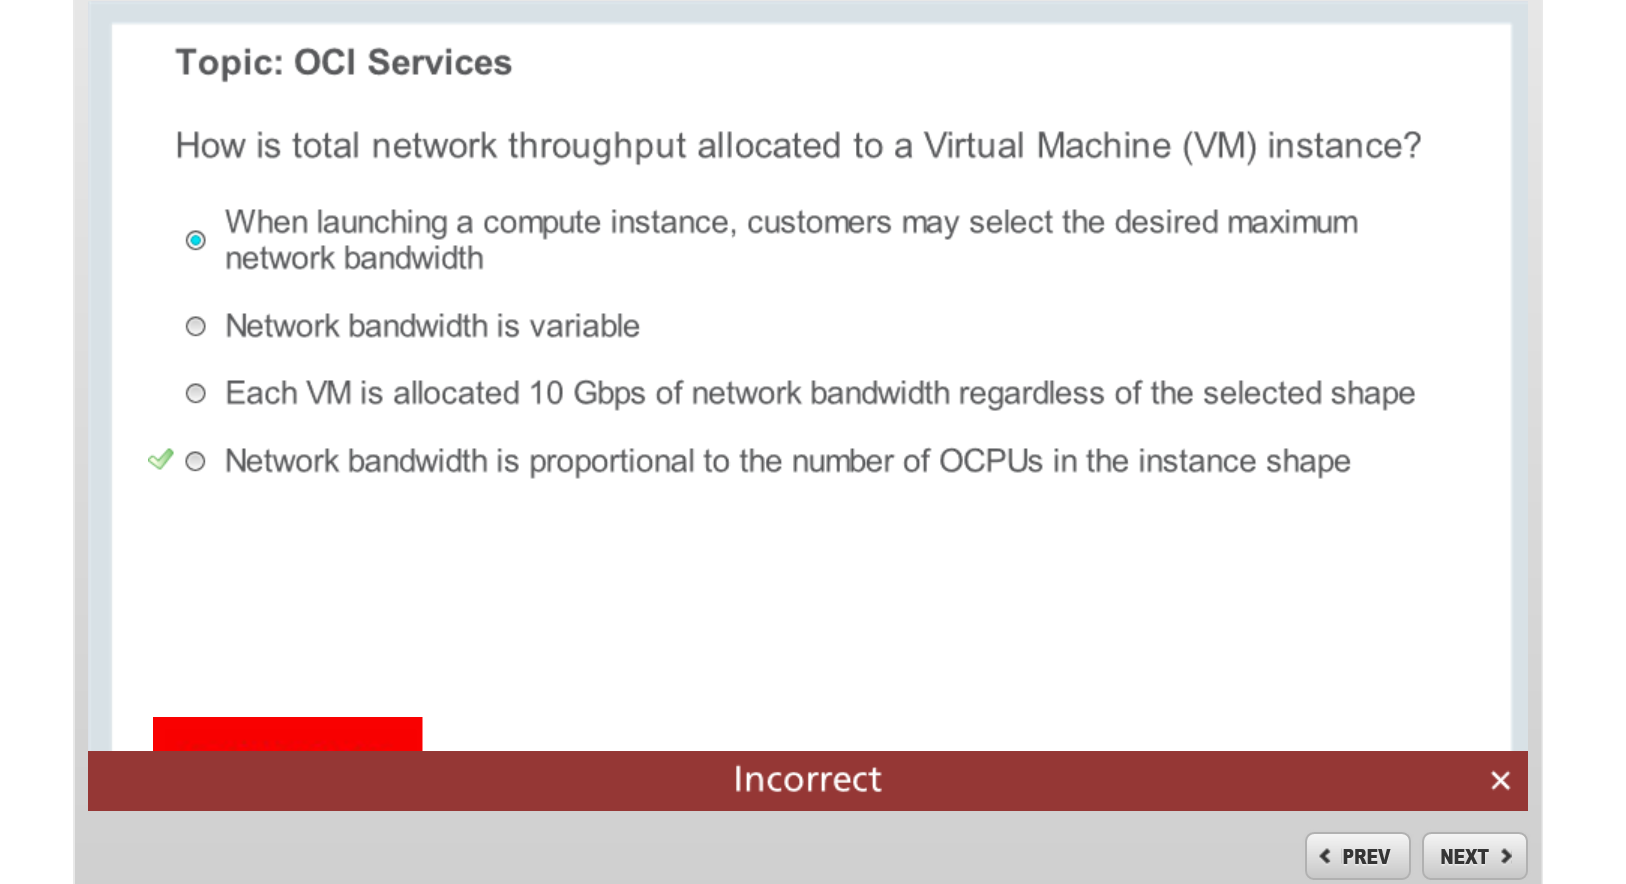 Topic: OCI Services
How is total network throughput allocated to a Virtual Machine (VM) instance?
When launching a compute instance, customers may select the desired maximum
network bandwidth
Network bandwidth is variable
Each VM is allocated 10 Gbps of network bandwidth regardless of the selected shape
Network bandwidth is proportional to the number of OCPUs in the instance shape
Incorrect
PREV
NEXT